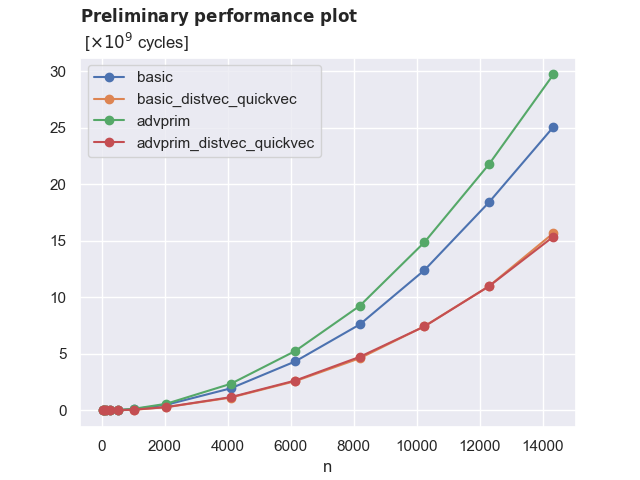 Preliminary performance plot
[×10⁹ cycles]
basic
basic_distvec_quickvec
advprim
advprim_distvec_quickvec
30
25
20
15
10
5
0
0 2000 4000 6000 8000 10000 12000 14000
n